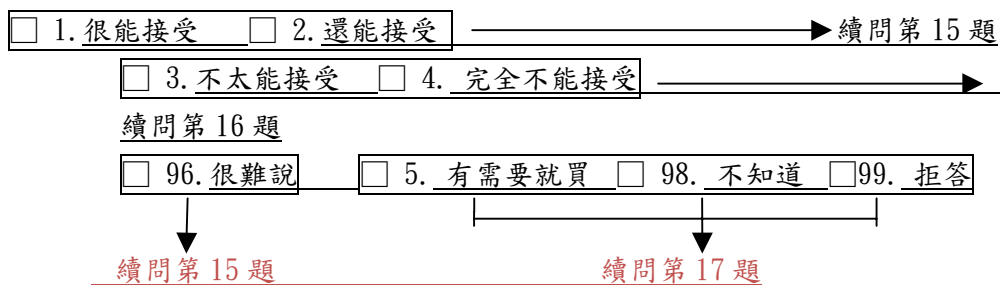 □ 1.很能接受 □ 2.還能接受 續問第 15 題
□ 3.不太能接受 □ 4. 完全不能接受
續問第 16 題
□ 96.很難說 □ 5. 有需要就買 □ 98. 不知道 □99. 拒答
續問第 15 題 續問第 17 題